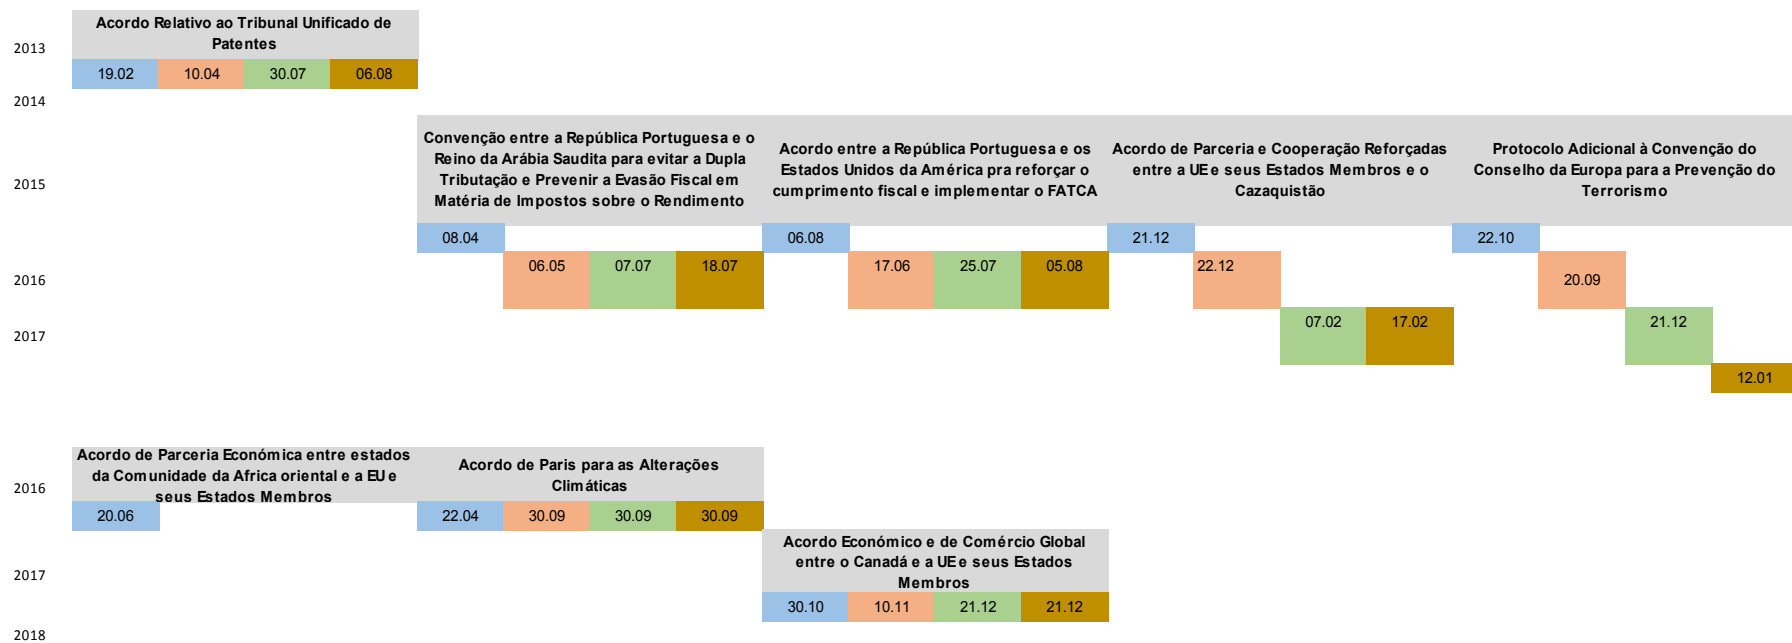 Acordo Relativo ao Tribunal Unificado de
Patentes
2013
19.02 10.04 30.07 06.08
2014
Convenção entre a República Portuguesa e o
Reino da Arábia Saudita para evitar a Dupla
Tributação e Prevenir a Evasão Fiscal em
Matéria de Impostos sobre o Rendimento
Acordo entre a República Portuguesa e os
Estados Unidos da América pra reforçar o
cumprimento fiscal e implementar o FATCA
Acordo de Parceria e Cooperação Reforçadas
entre a UE e seus Estados Membros e o
Cazaquistão
Protocolo Adicional à Convenção do
Conselho da Europa para a Prevenção do
Terrorismo
2015
08.04 06.08 21.12 22.10
2016
06.05 07.07 18.07 17.06 25.07 05.08 22.12 20.09
2017
07.02 17.02 21.12
12.01
Acordo de Parceria Económica entre estados
da Comunidade da Africa oriental e a EU e
seus Estados Membros
Acordo de Paris para as Alterações
Climáticas
2016
20.06 22.04 30.09 30.09 30.09
Acordo Económico e de Comércio Global
entre o Canadá e a UE e seus Estados
Membros
2017
30.10 10.11 21.12 21.12
2018